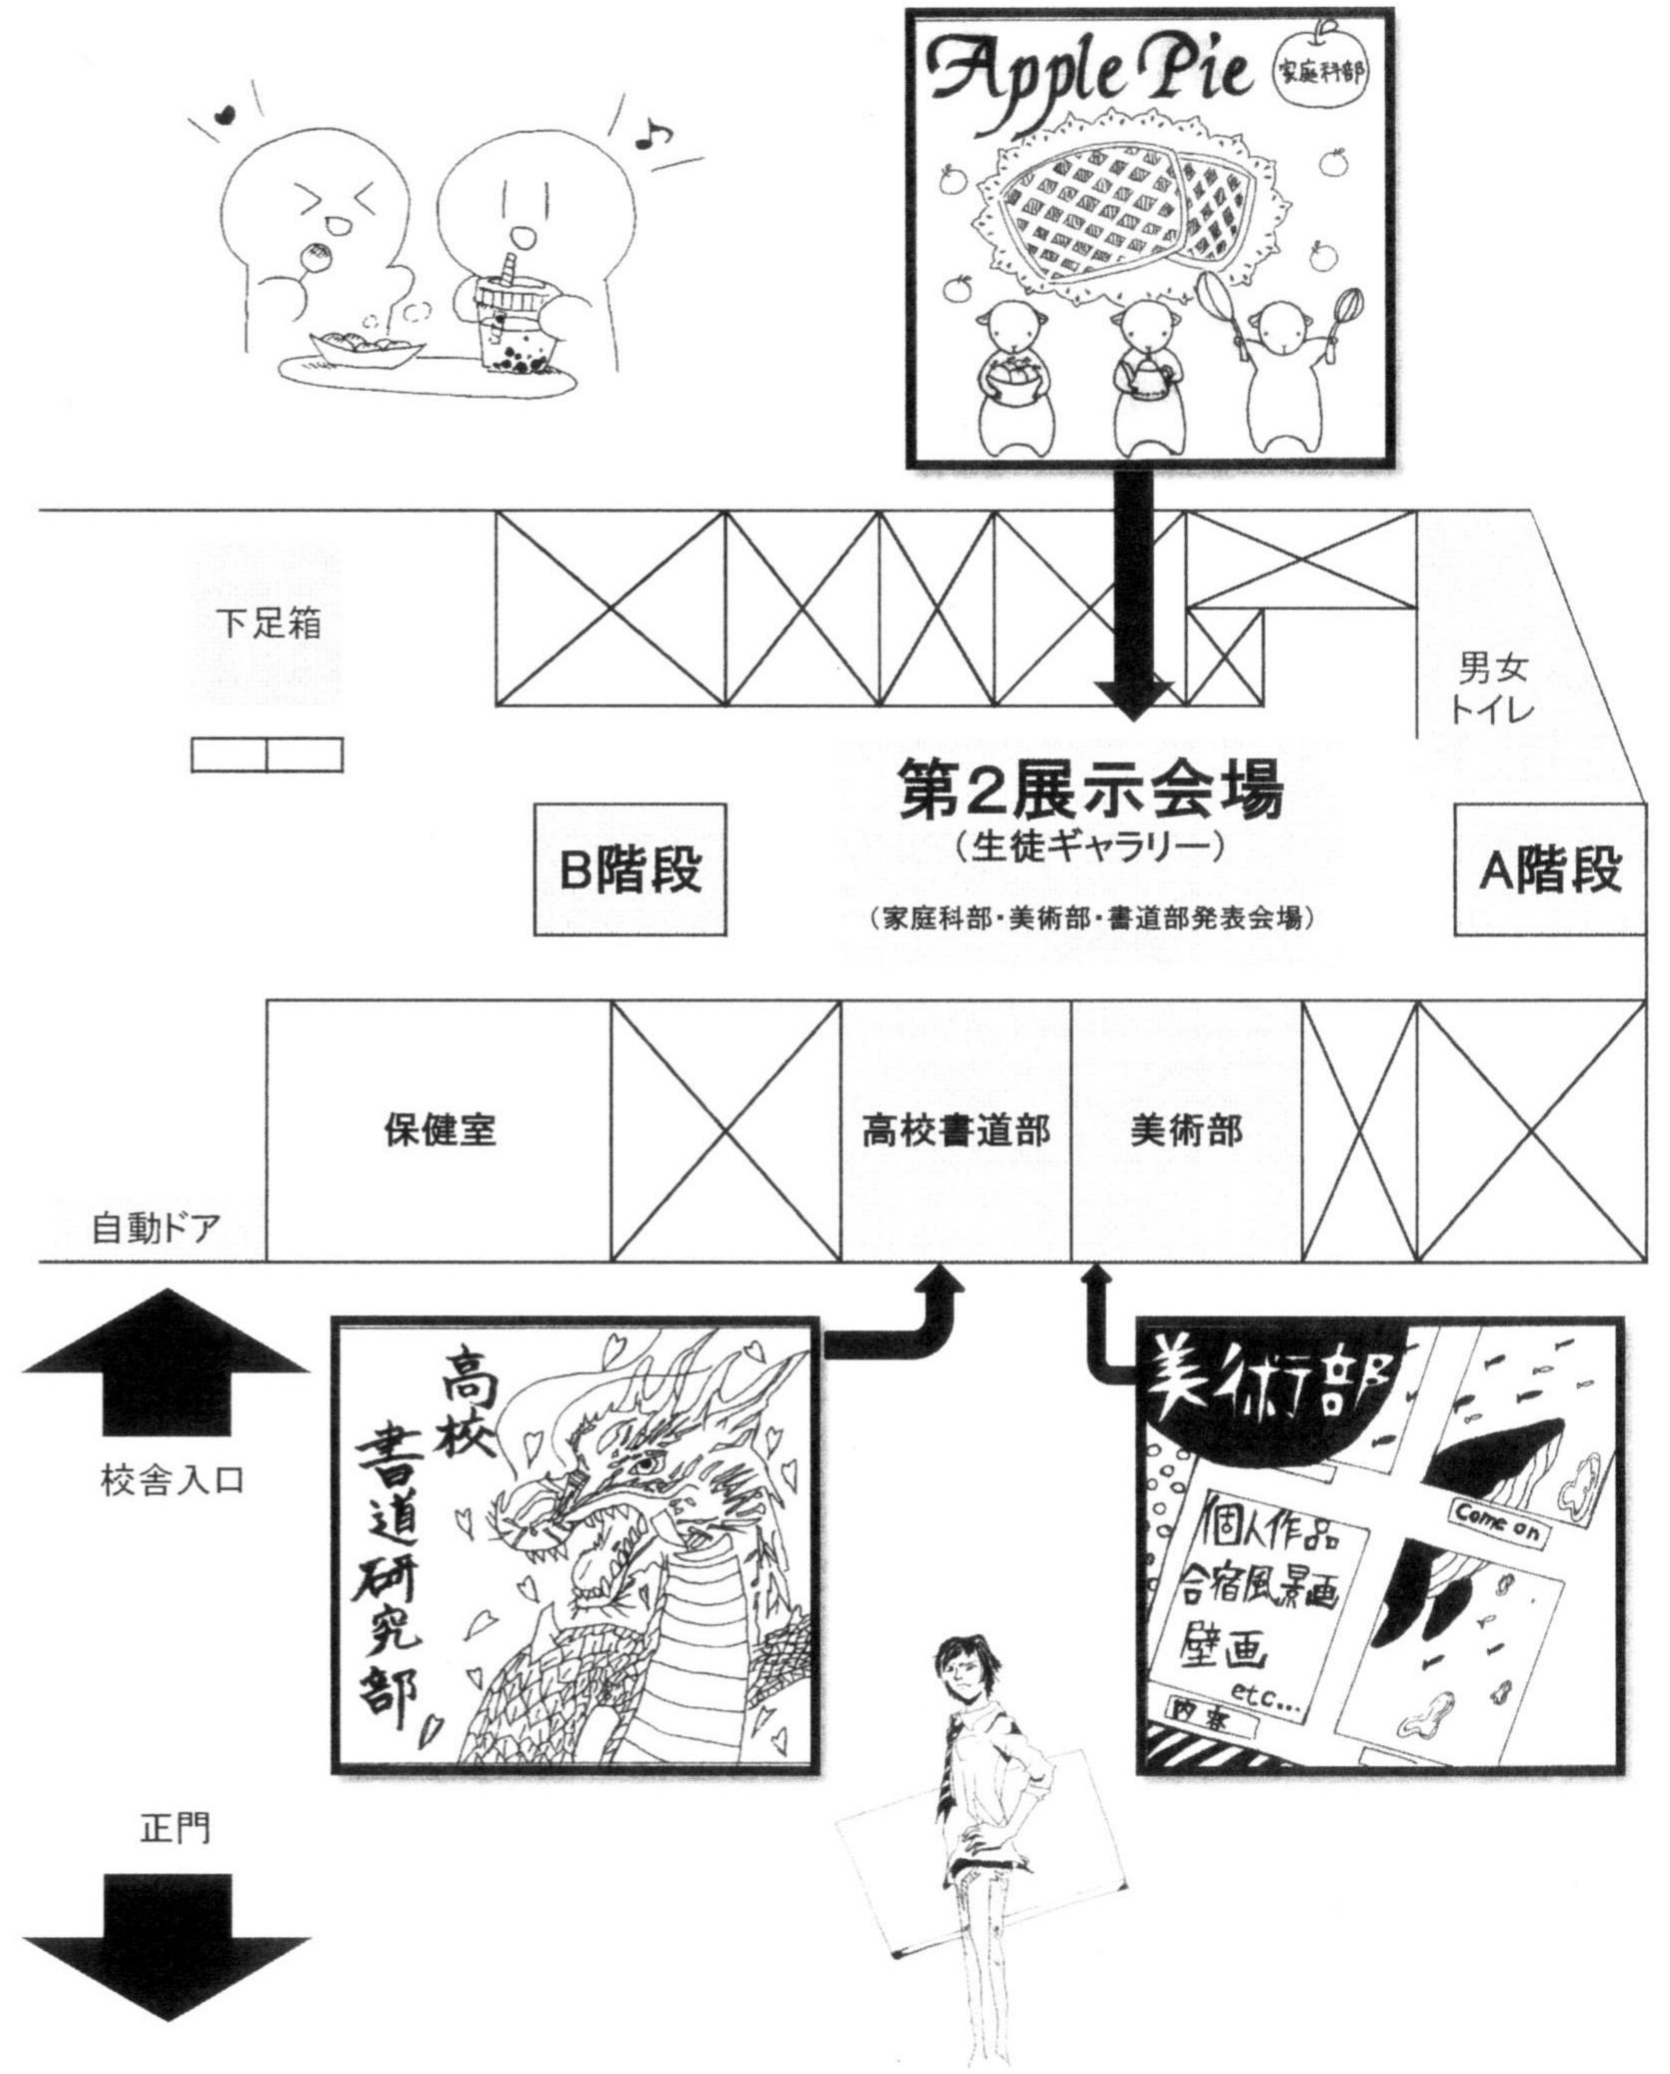 Apple Pie
家庭科部
下足箱
男女
トイレ
第2展示会場
(生徒ギャラリー)
(家庭科部・美術部・書道部発表会場)
B階段
A階段
保健室
高校書道部
美術部
自動ドア
校舎入口
高校
書道研究部
美術部
Come on
個人作品
合宿風景画
壁画
etc...
内容
正門